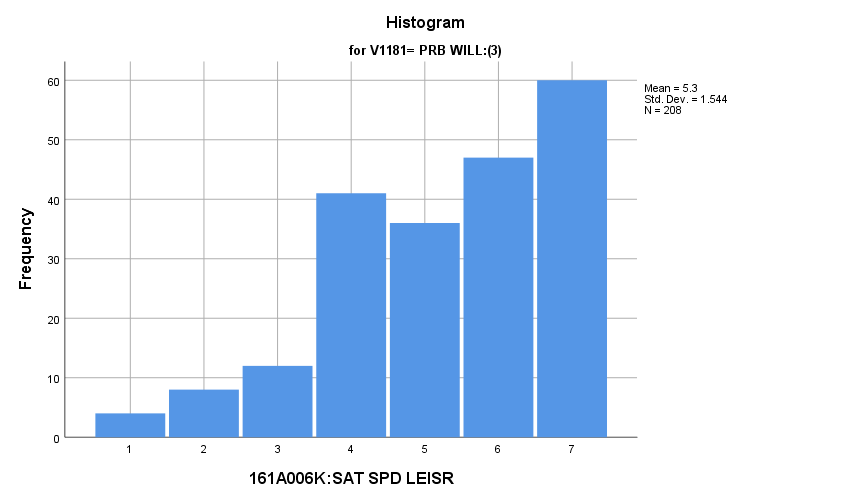 Histogram
for V1181= PRB WILL:(3)
Mean = 5.3
Std. Dev. = 1.544
N = 208
60
50
40
30
20
10
0
Frequency
1 2 3 4 5 6 7
161A006K:SAT SPD LEISR